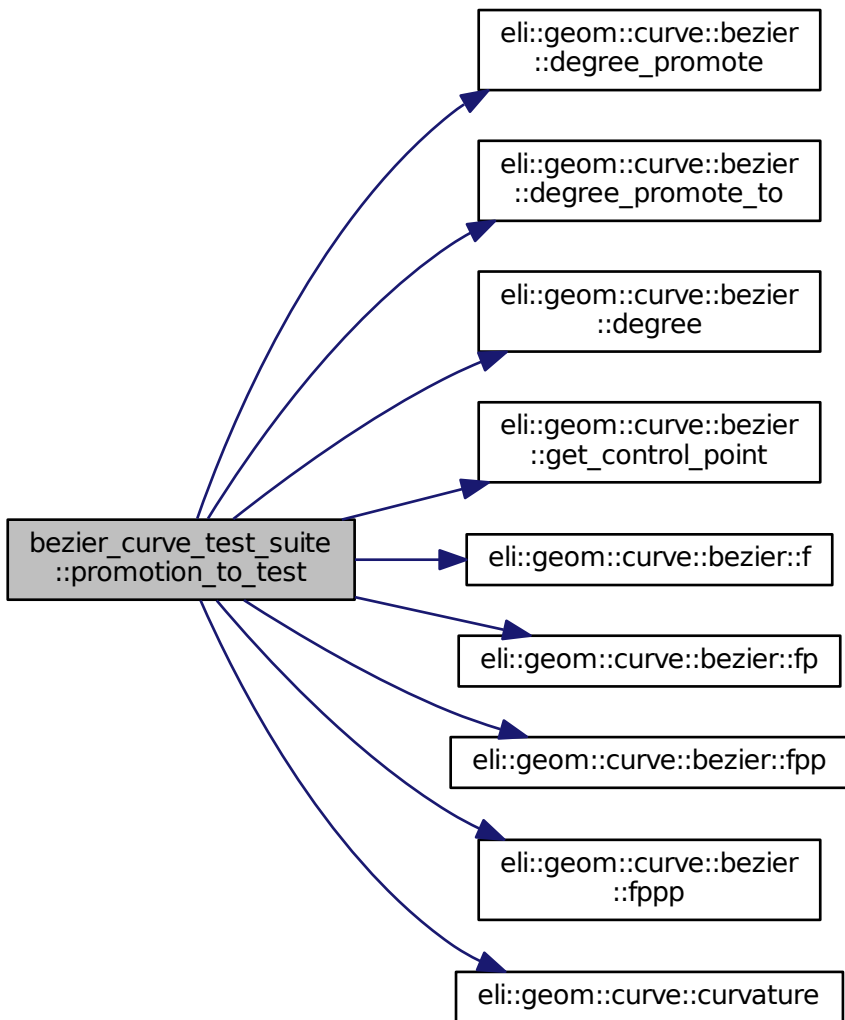 eli::geom::curve::bezier
::degree_promote
eli::geom::curve::bezier
::degree_promote_to
eli::geom::curve::bezier
::degree
eli::geom::curve::bezier
::get_control_point
bezier_curve_test_suite
::promotion_to_test
eli::geom::curve::bezier::f
eli::geom::curve::bezier::fp
eli::geom::curve::bezier::fpp
eli::geom::curve::bezier
::fppp
eli::geom::curve::curvature